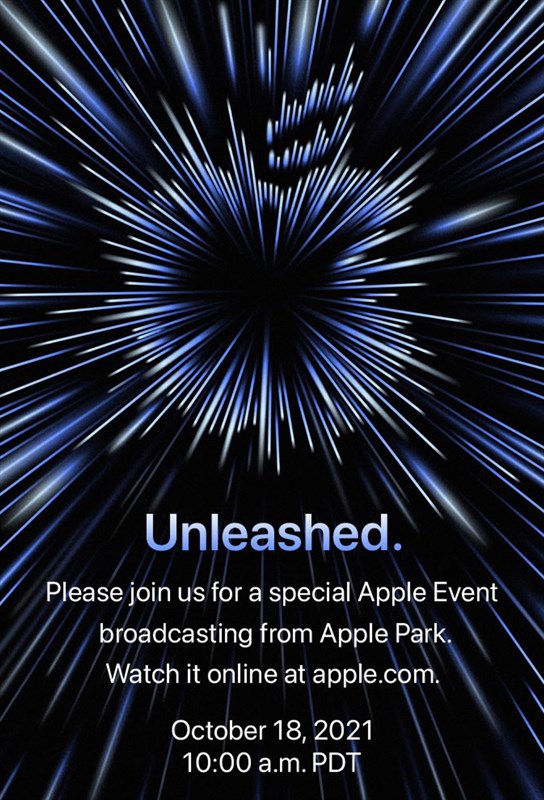 Unleashed.
Please join us for a special Apple Event
broadcasting from Apple Park.
Watch it online at apple.com.
October 18, 2021
10:00 a.m. PDT